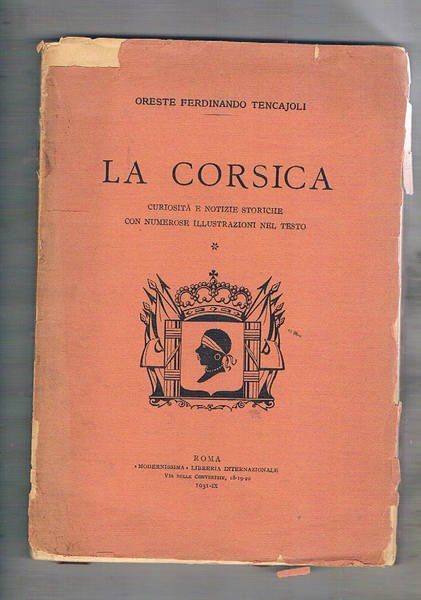 ORESTE FERDINANDO TENCAJOLI
LA CORSICA
CURIOSITÀ E NOTIZIE STORICHE
CON NUMEROSE ILLUSTRAZIONI NEL TESTO
*
ROMA
«MODERNISSIMA» LIBRERIA INTERNAZIONALE
VIA DELLE CONVERTITE, 18-19-20
1931-IX